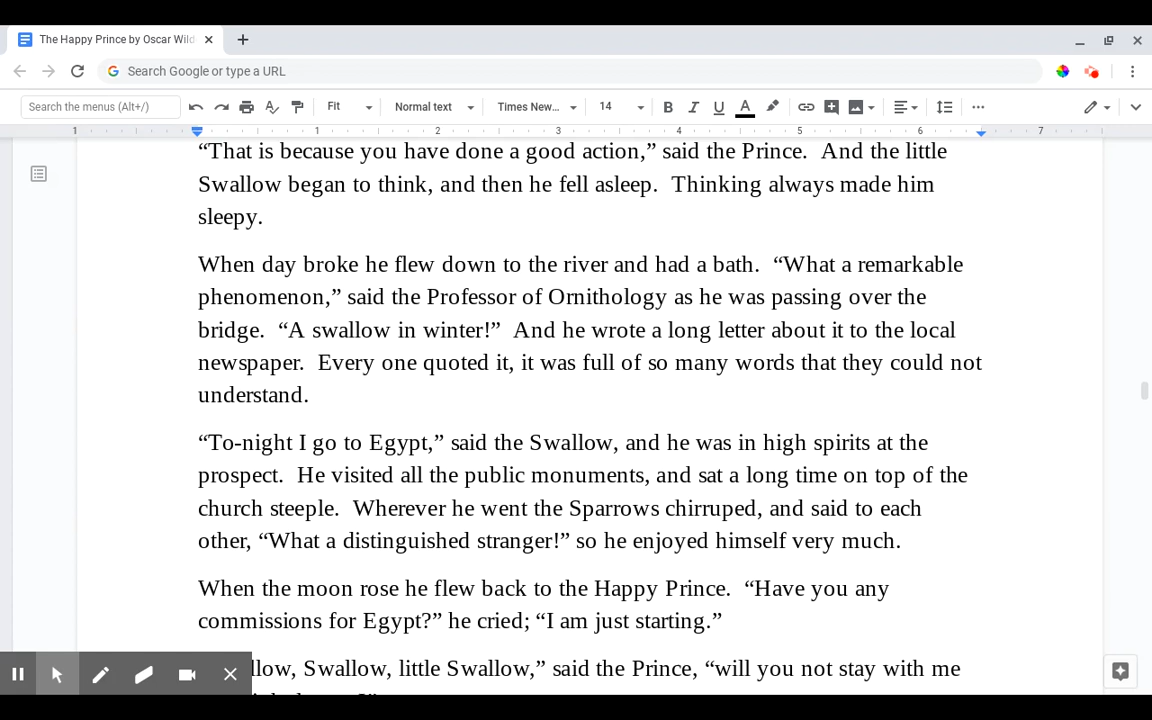 The Happy Prince by Oscar Wild
Search Google or type a URL
Search the menus (Alt+/)
Fit
Normal text
Times New...
14
B I U A
1 1 2 3 4 5 6 7
“That is because you have done a good action,” said the Prince.  And the little
Swallow began to think, and then he fell asleep.  Thinking always made him
sleepy.
When day broke he flew down to the river and had a bath.  “What a remarkable
phenomenon,” said the Professor of Ornithology as he was passing over the
bridge.  “A swallow in winter!”  And he wrote a long letter about it to the local
newspaper.  Every one quoted it, it was full of so many words that they could not
understand.
“To-night I go to Egypt,” said the Swallow, and he was in high spirits at the
prospect.  He visited all the public monuments, and sat a long time on top of the
church steeple.  Wherever he went the Sparrows chirruped, and said to each
other, “What a distinguished stranger!” so he enjoyed himself very much.
When the moon rose he flew back to the Happy Prince.  “Have you any
commissions for Egypt?” he cried; “I am just starting.”
llow, Swallow, little Swallow,” said the Prince, “will you not stay with me